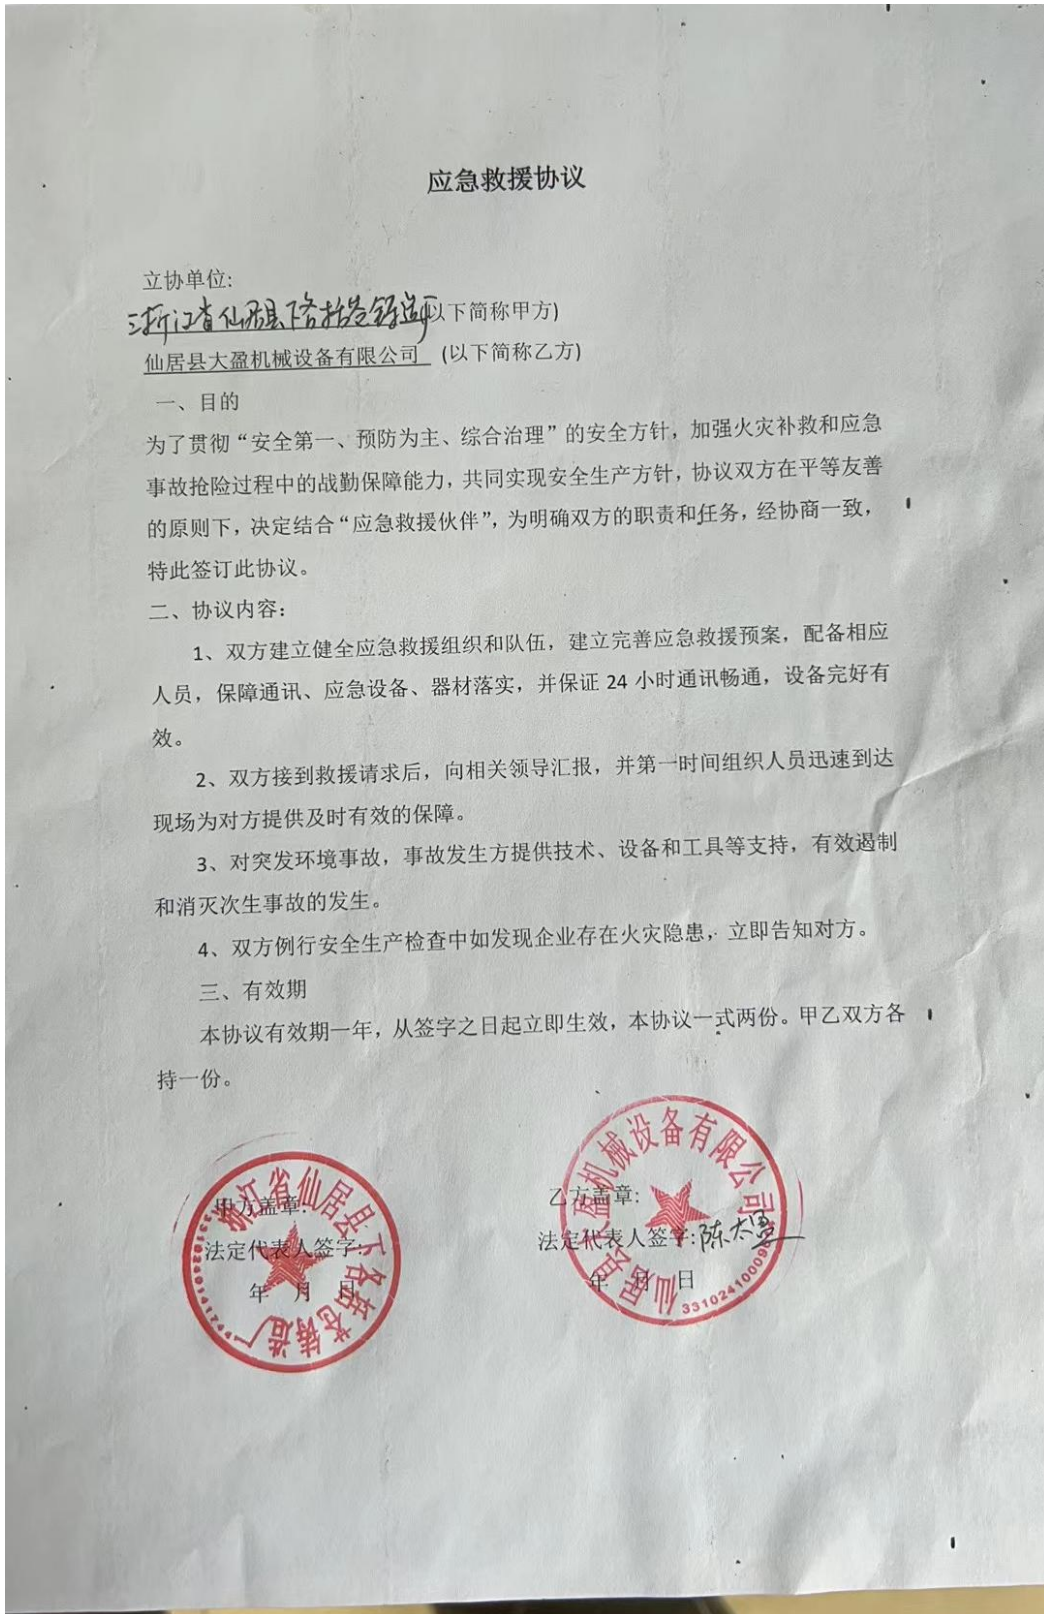 应急救援协议
立协单位:
浙江省仙居县下各括苍铸造厂(以下简称甲方)
仙居县大盈机械设备有限公司 (以下简称乙方)
一、目的
为了贯彻“安全第一、预防为主、综合治理”的安全方针，加强火灾补救和应急
事故抢险过程中的战勤保障能力，共同实现安全生产方针，协议双方在平等友善
的原则下，决定结合“应急救援伙伴”，为明确双方的职责和任务，经协商一致，
特此签订此协议。
二、协议内容：
1、双方建立健全应急救援组织和队伍，建立完善应急救援预案，配备相应
人员，保障通讯、应急设备、器材落实，并保证 24 小时通讯畅通，设备完好有
效。
2、双方接到救援请求后，向相关领导汇报，并第一时间组织人员迅速到达
现场为对方提供及时有效的保障。
3、对突发环境事故，事故发生方提供技术、设备和工具等支持，有效遏制
和消灭次生事故的发生。
4、双方例行安全生产检查中如发现企业存在火灾隐患，立即告知对方。
三、有效期
本协议有效期一年，从签字之日起立即生效，本协议一式两份。甲乙双方各
持一份。
甲方盖章:
法定代表人签字:
年 月 日
浙江省仙居县下各括苍铸造厂
乙方盖章:
法定代表人签字:陈大盈
年 月 日
仙居县大盈机械设备有限公司